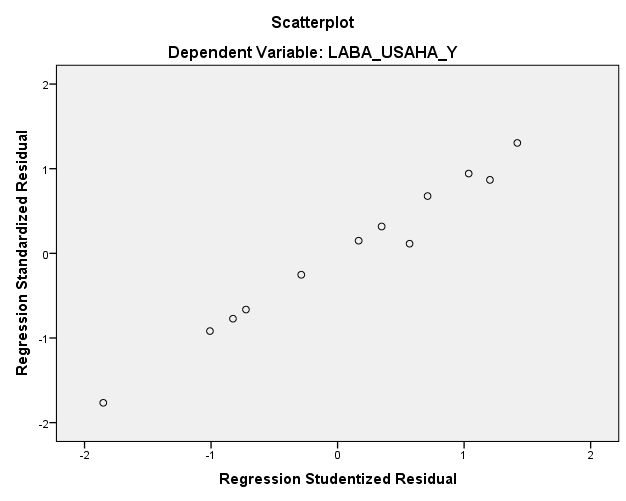 Scatterplot
Dependent Variable: LABA_USAHA_Y
Regression Standardized Residual
2
1
0
-1
-2
-2
-1
0
1
2
Regression Studentized Residual